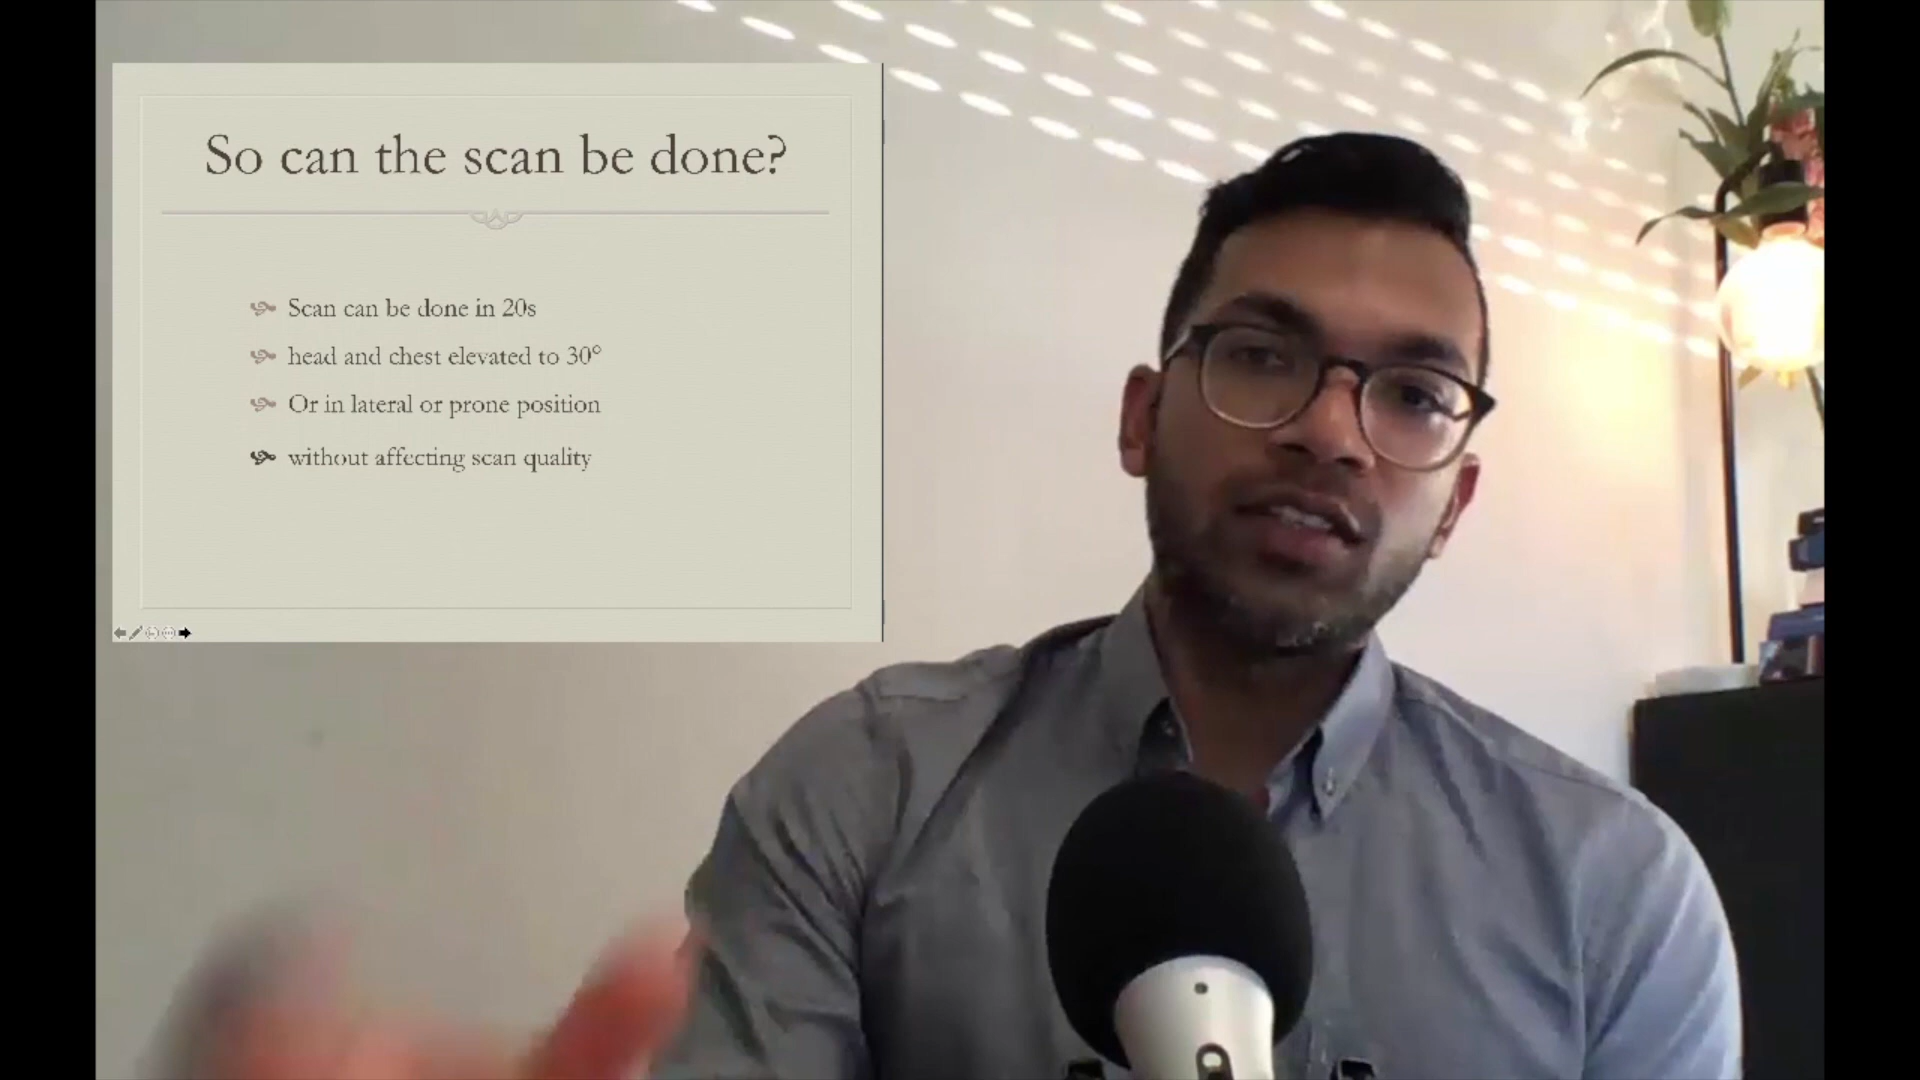 So can the scan be done?
Scan can be done in 20s
head and chest elevated to 30°
Or in lateral or prone position
without affecting scan quality